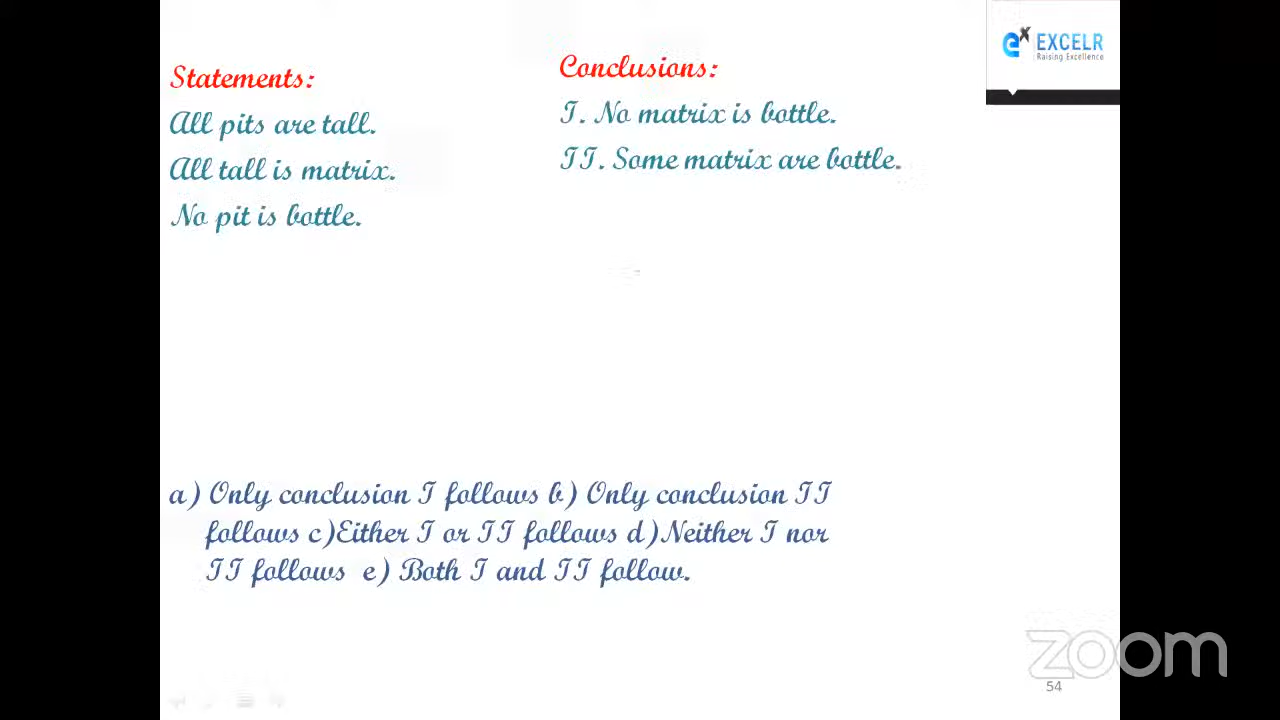 Statements:
All pits are tall.
All tall is matrix.
No pit is bottle.
Conclusions:
I. No matrix is bottle.
II. Some matrix are bottle.
ex EXCELR
Raising Excellence
a) Only conclusion I follows b) Only conclusion II
follows c)Either I or II follows d)Neither I nor
II follows e) Both I and II follow.
zoom
54